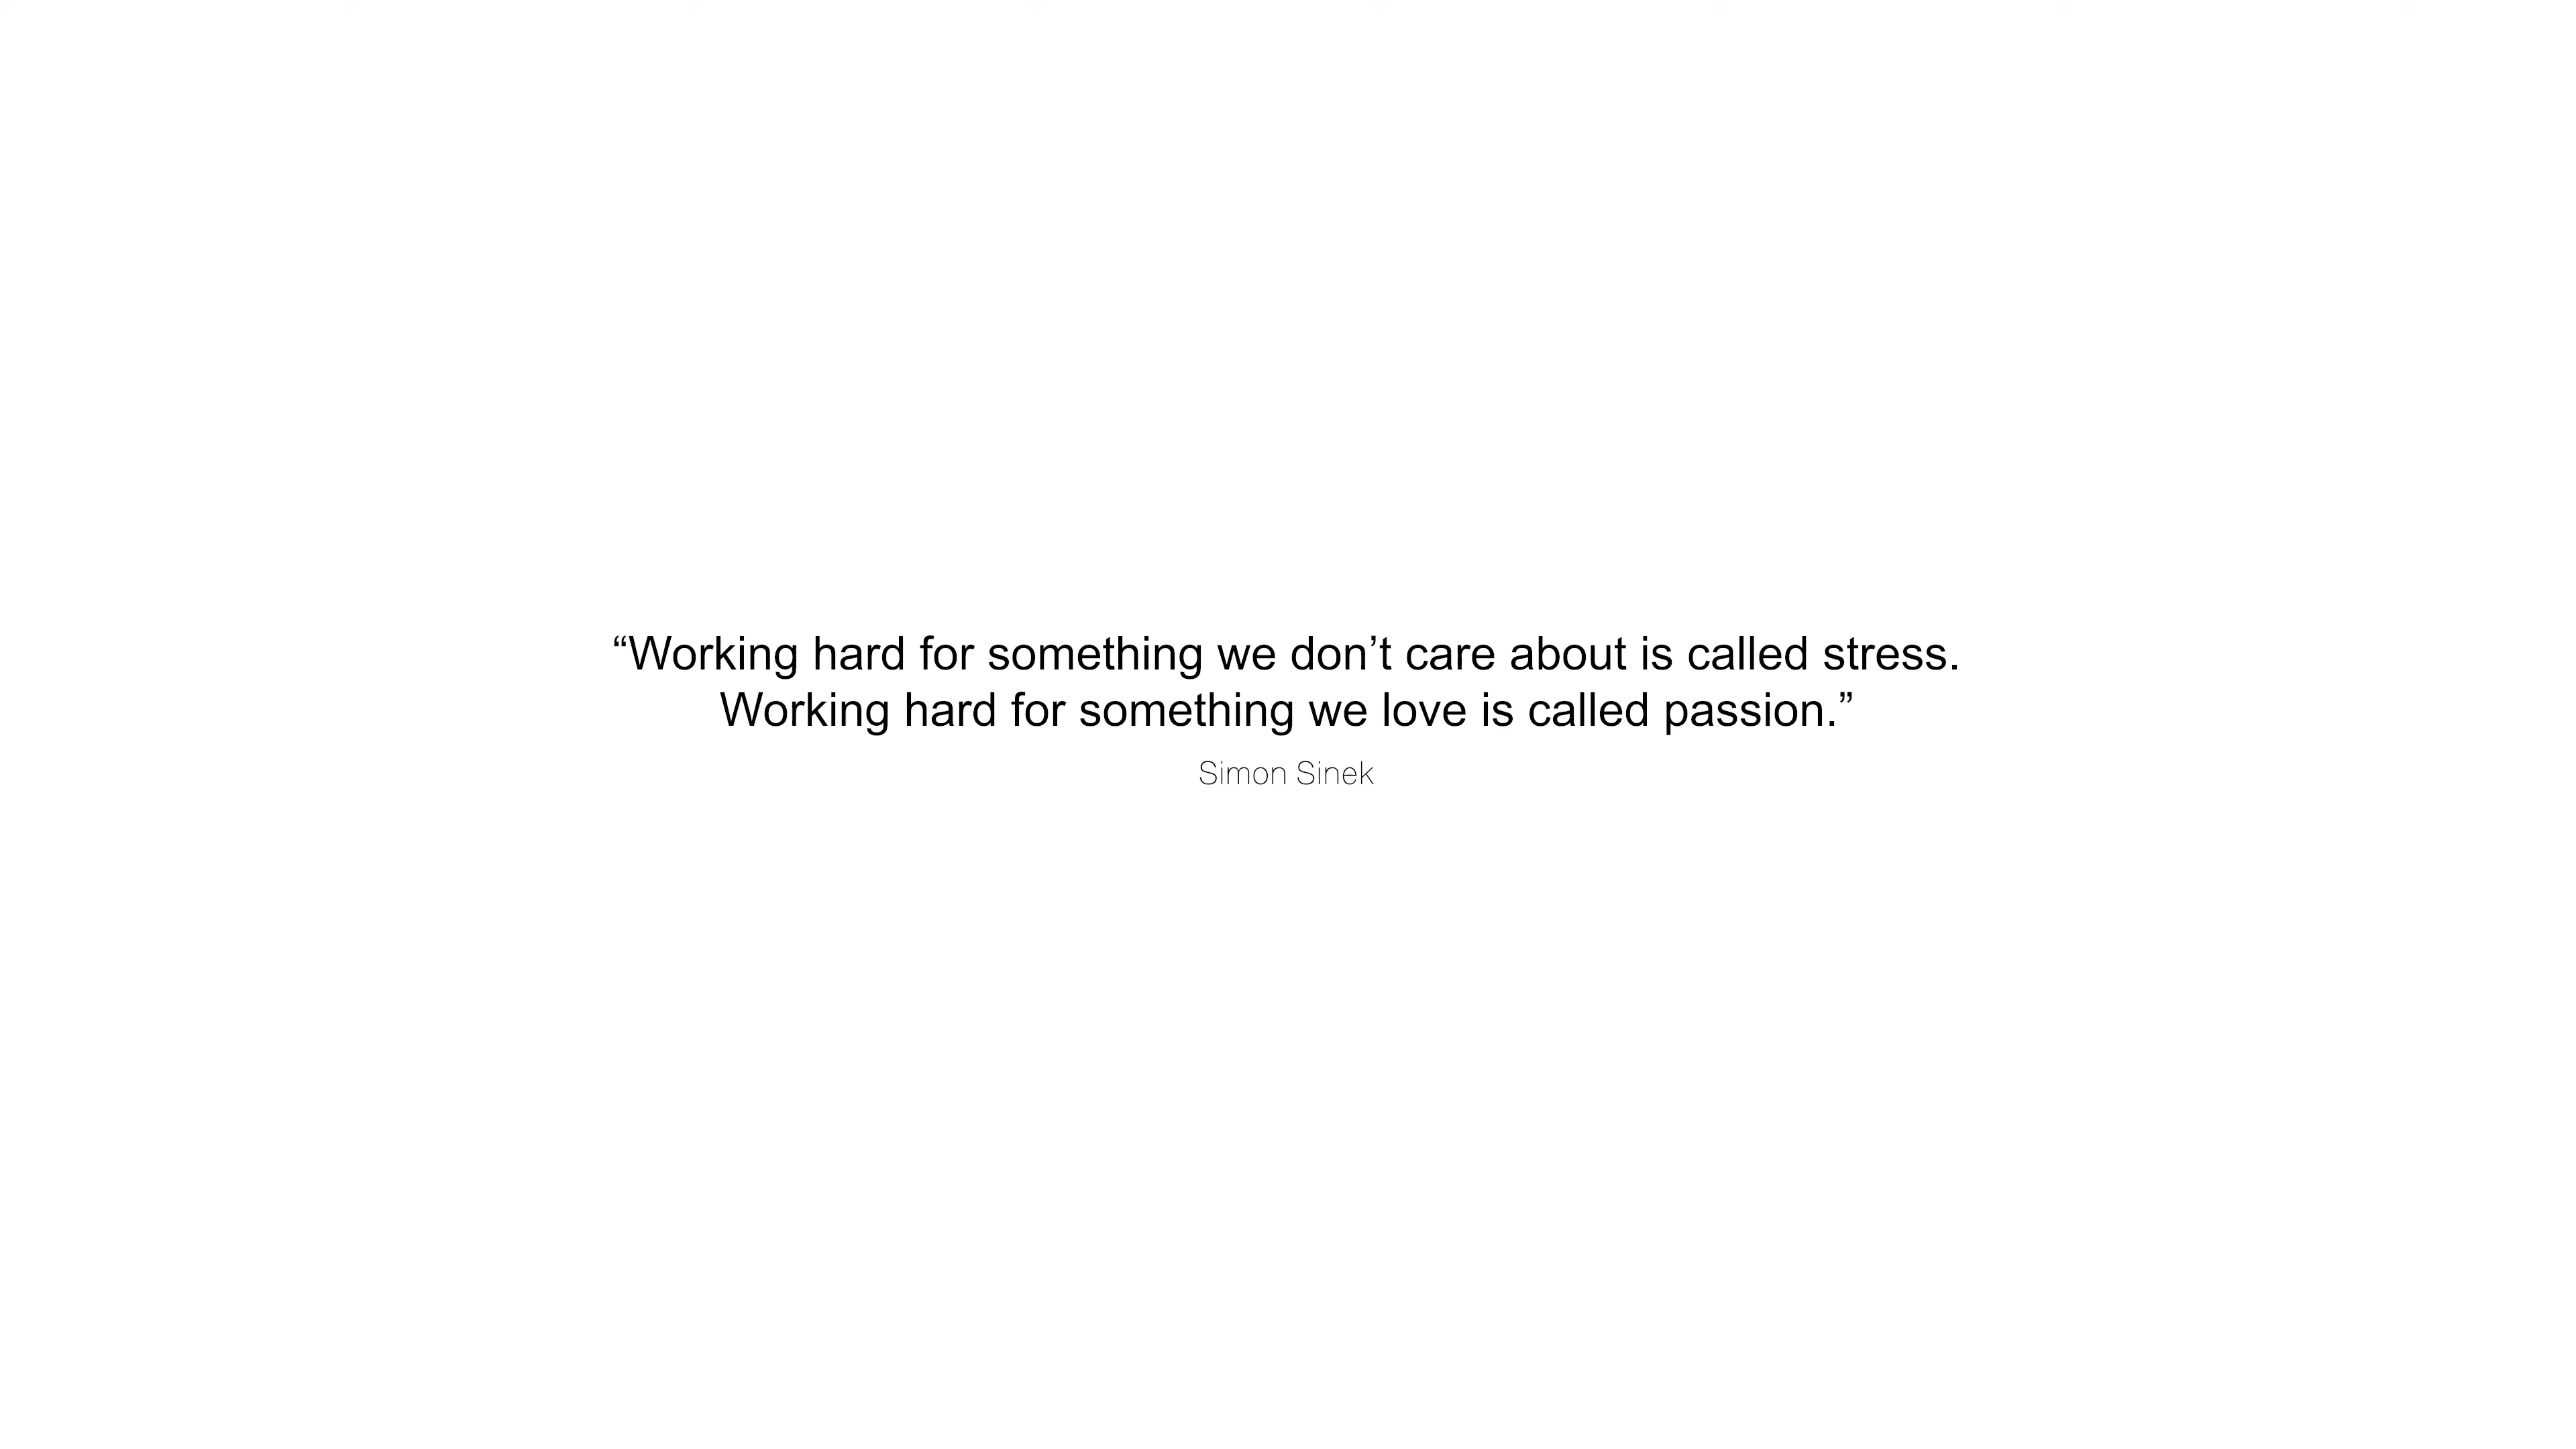 “Working hard for something we don’t care about is called stress.
Working hard for something we love is called passion.”
Simon Sinek